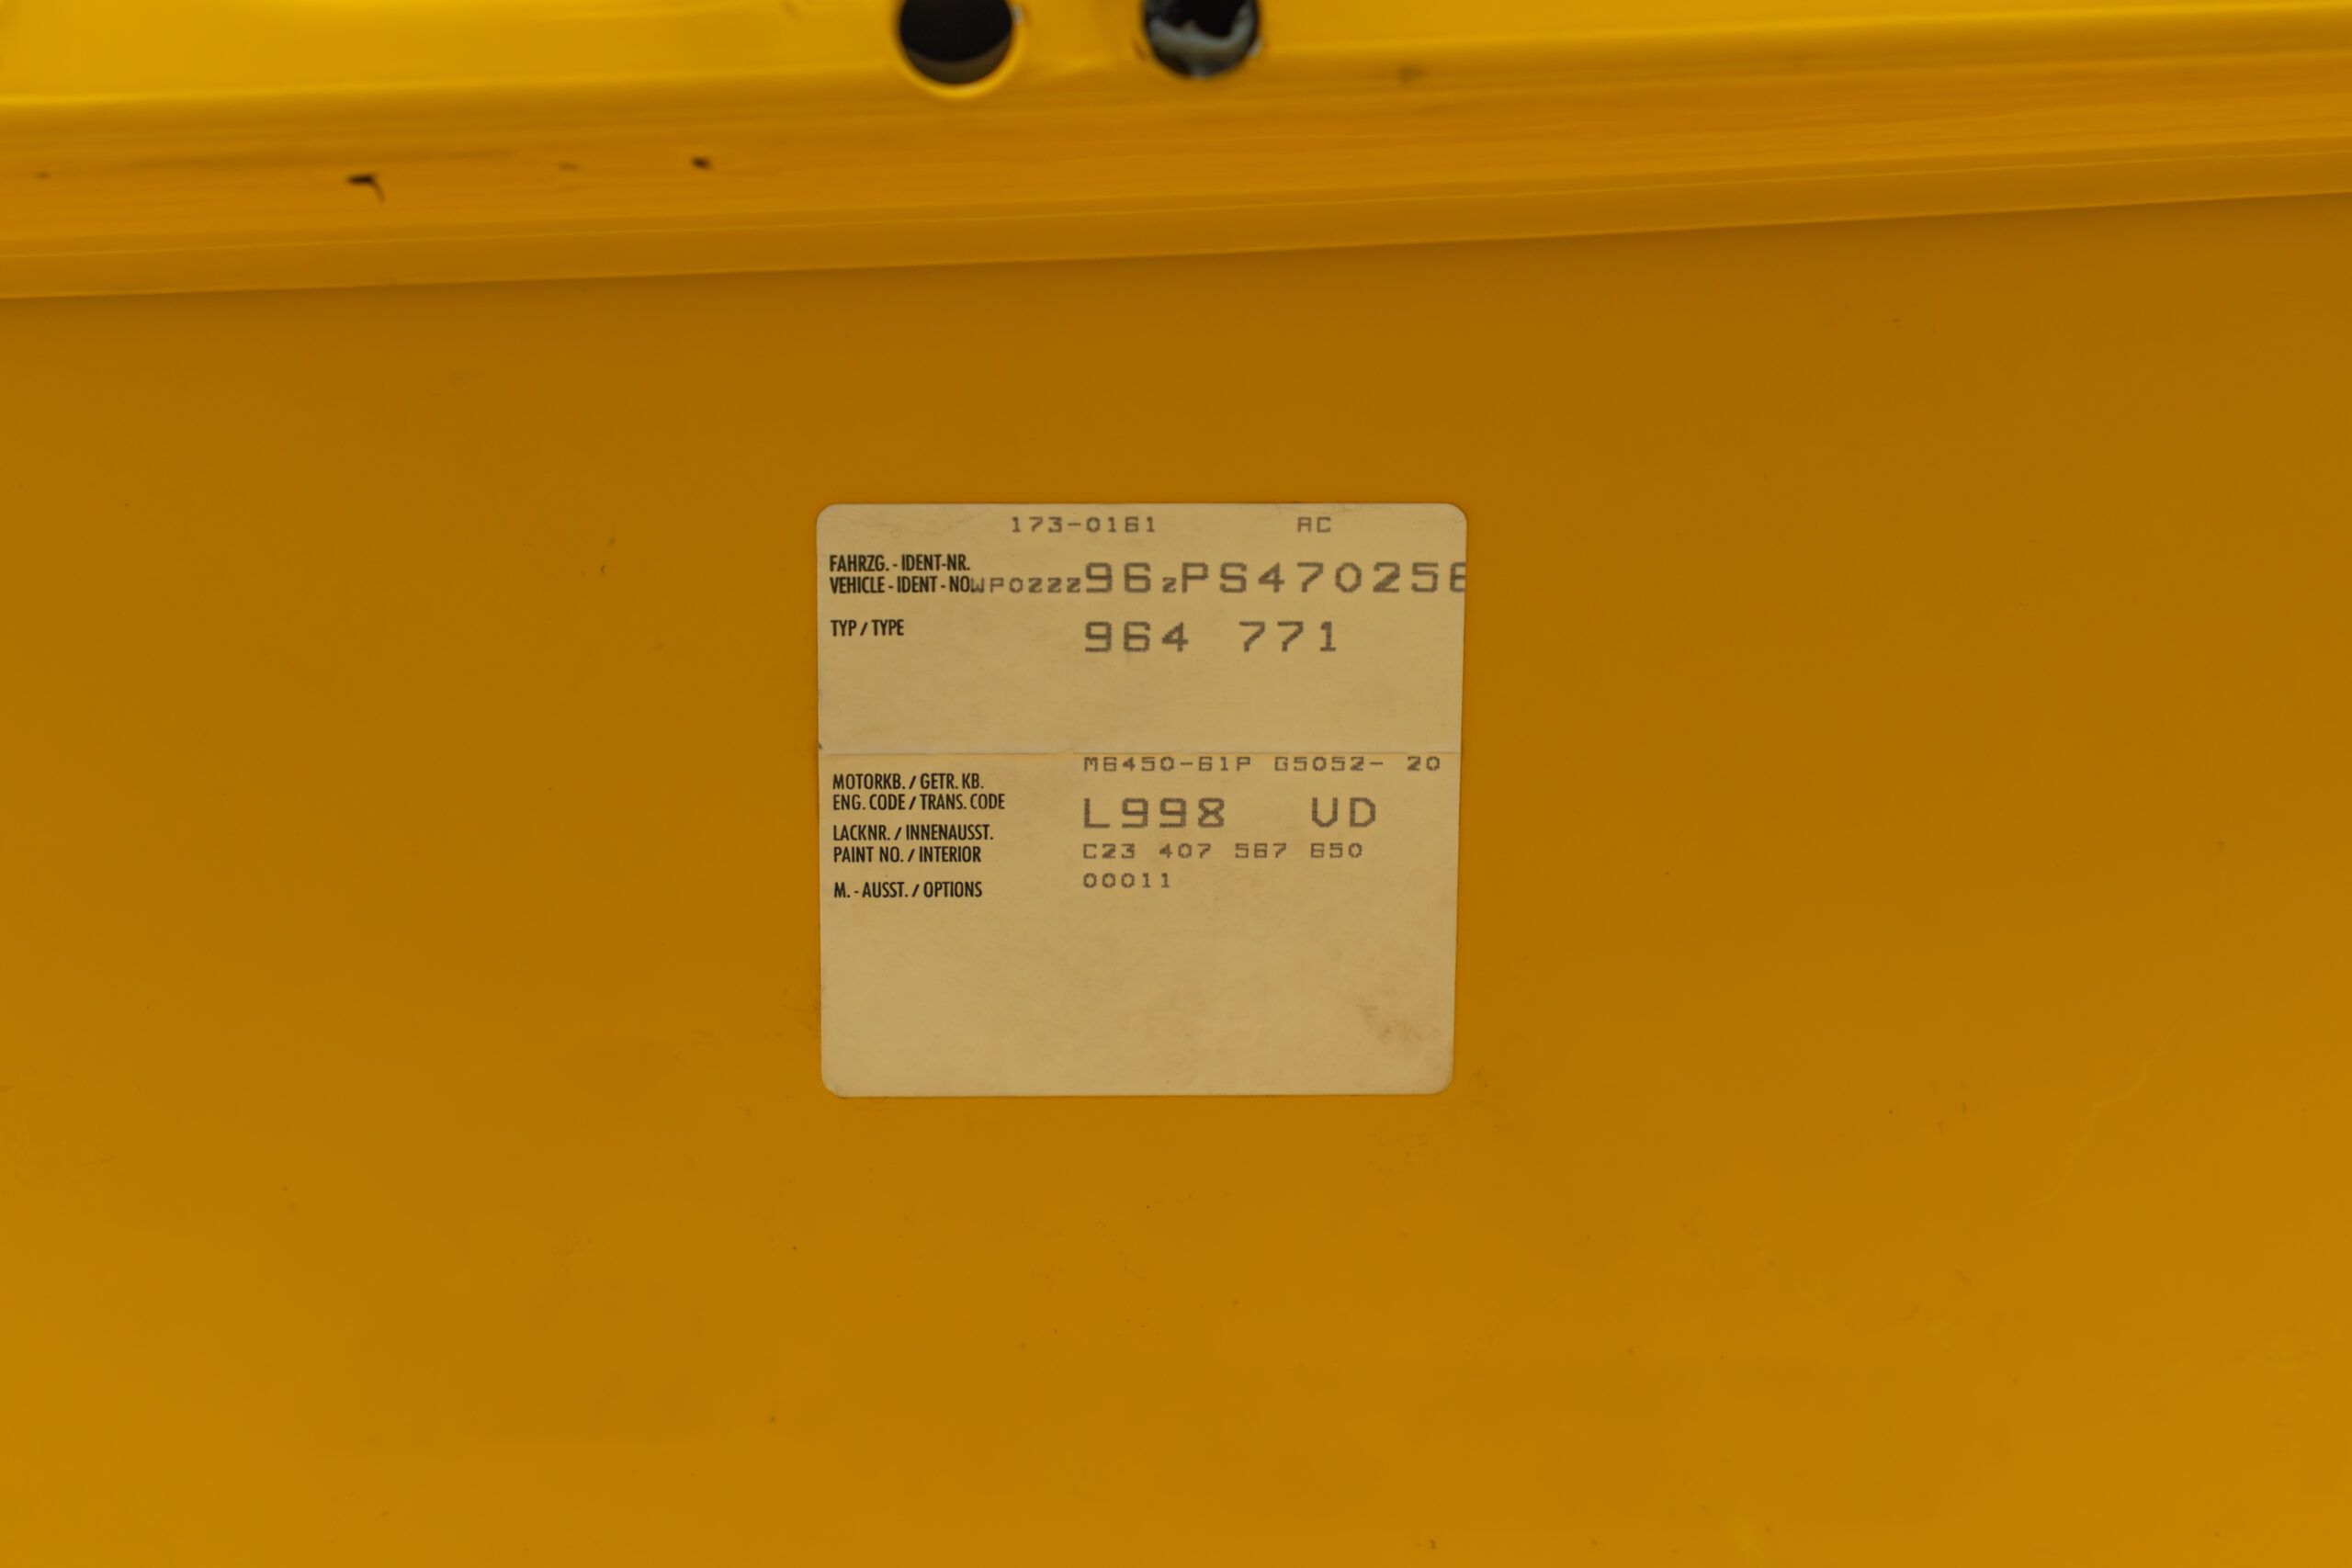 173-0161 AC
FAHRZG. - IDENT-NR.
VEHICLE - IDENT - NO. WP0ZZZ96ZPS470256
TYP / TYPE 964 771
M6450-61P G5052- 20
MOTORKB. / GETR. KB.
ENG. CODE / TRANS. CODE
L998 VD
LACKNR. / INNENAUSST.
PAINT NO. / INTERIOR
C23 407 567 650
M. - AUSST. / OPTIONS
00011